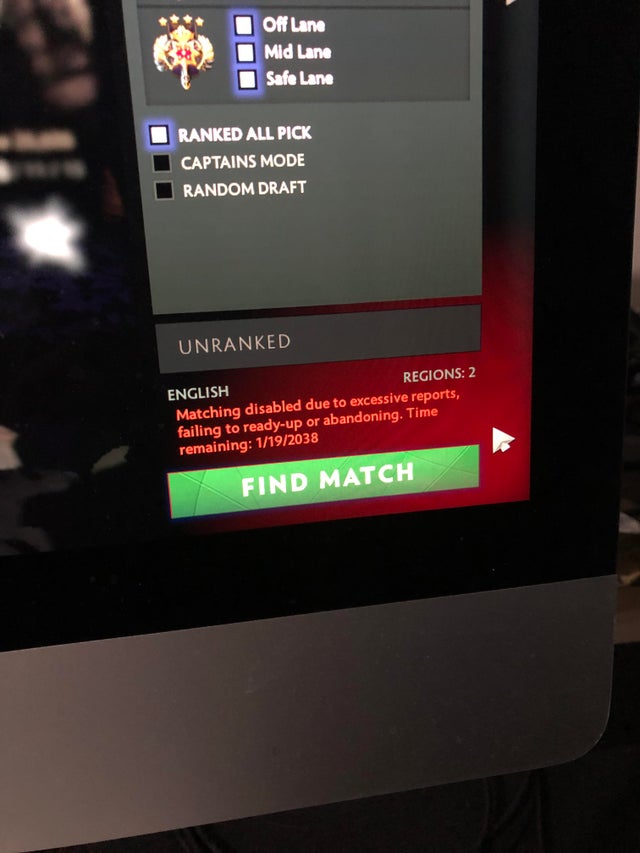 Off Lane
Mid Lane
Safe Lane
RANKED ALL PICK
CAPTAINS MODE
RANDOM DRAFT
UNRANKED
ENGLISH
REGIONS: 2
Matching disabled due to excessive reports,
failing to ready-up or abandoning. Time
remaining: 1/19/2038
FIND MATCH